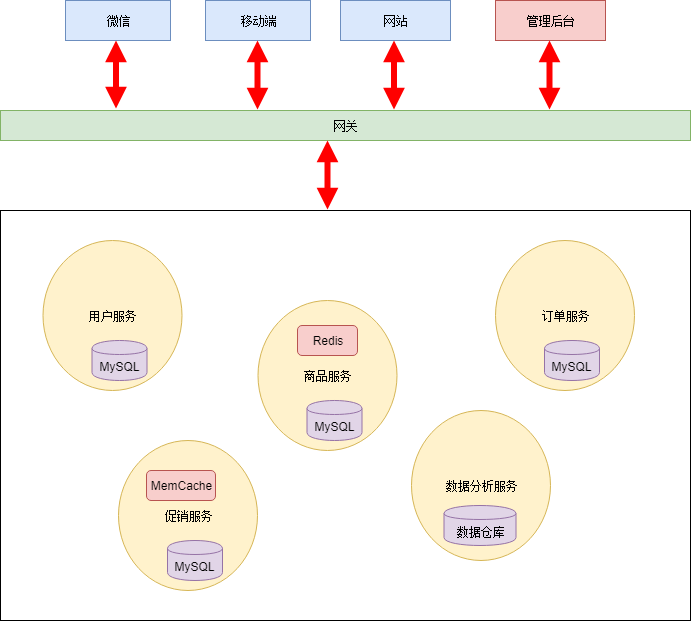 微信
移动端
网站
管理后台
网关
用户服务
MySQL
Redis
商品服务
MySQL
订单服务
MySQL
MemCache
促销服务
MySQL
数据分析服务
数据仓库